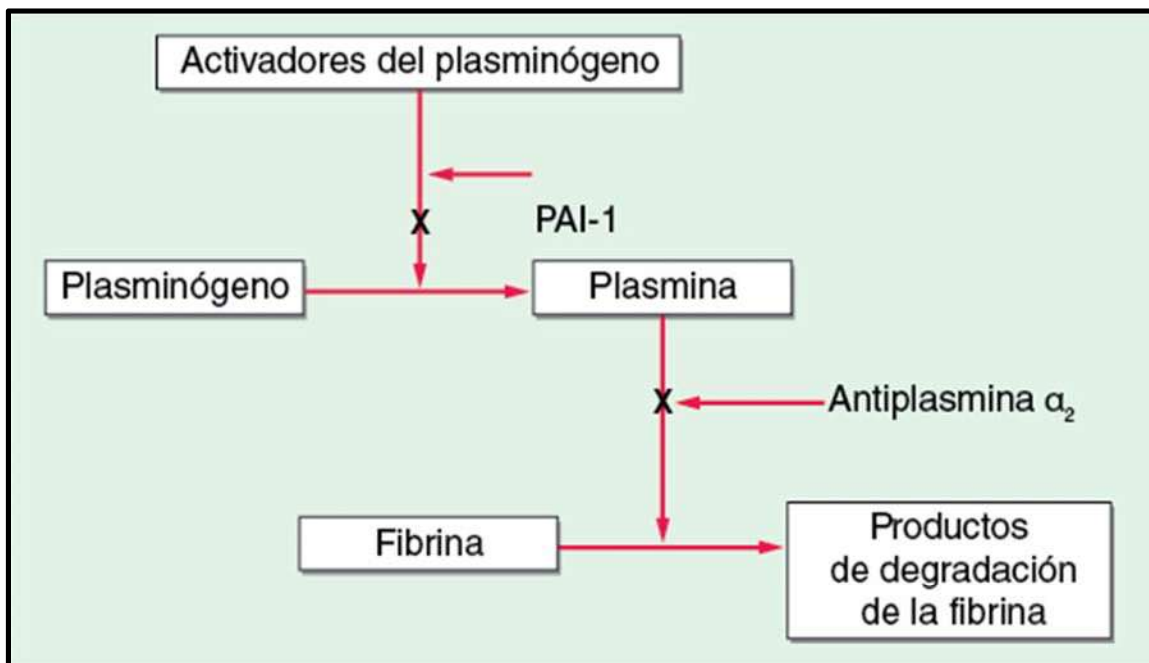 Activadores del plasminógeno
X
PAI-1
Plasminógeno
Plasmina
X
Antiplasmina α₂
Fibrina
Productos
de degradación
de la fibrina